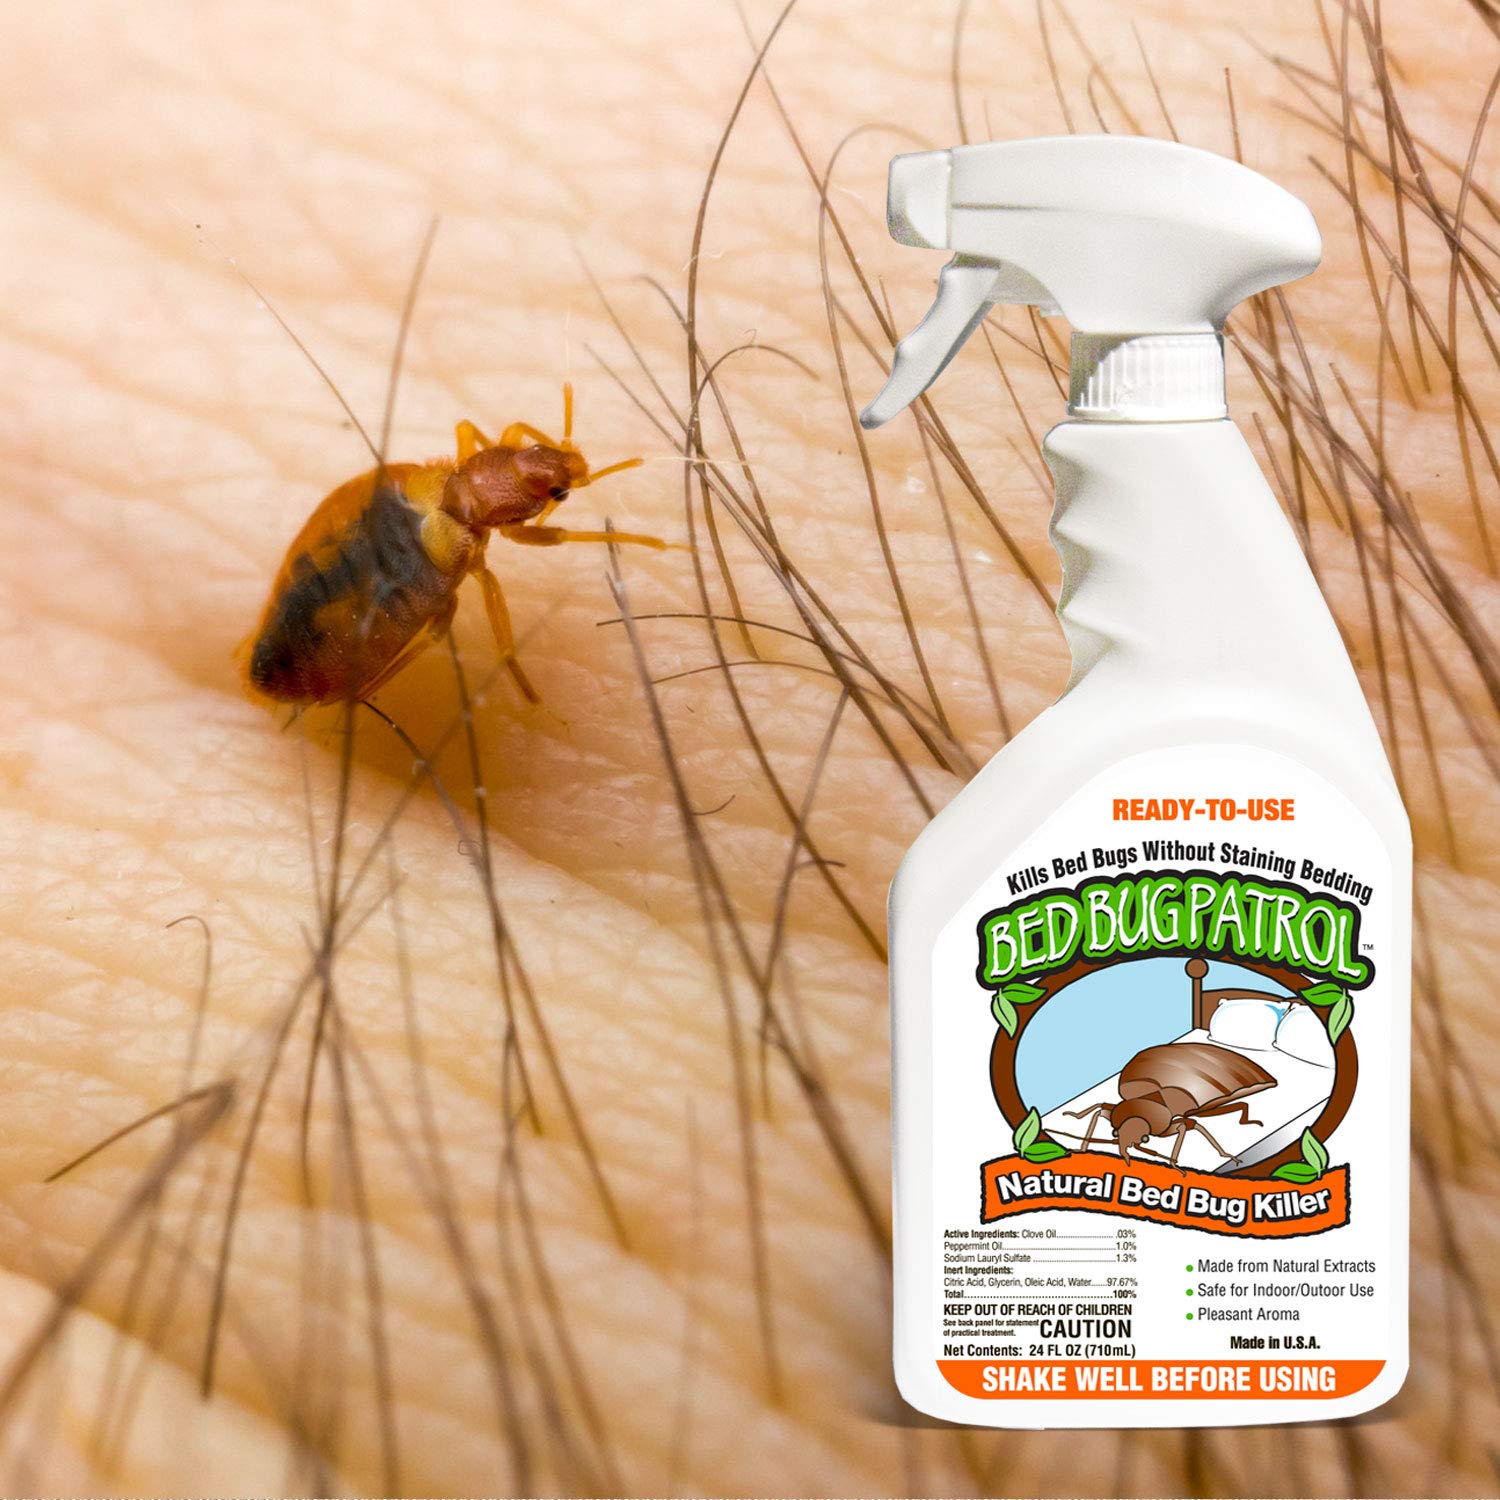 READY-TO-USE
Kills Bed Bugs Without Staining Bedding
BED BUG PATROL™
Natural Bed Bug Killer
Active Ingredients: Clove Oil........................ .03%
Peppermint Oil................................................1.0%
Sodium Lauryl Sulfate ...................................1.3%
Inert Ingredients:
Citric Acid, Glycerin, Oleic Acid, Water.......97.67%
Total..............................................100%
KEEP OUT OF REACH OF CHILDREN
See back panel for statement
of practical treatment.
CAUTION
Net Contents: 24 FL OZ (710mL)
• Made from Natural Extracts
• Safe for Indoor/Outoor Use
• Pleasant Aroma
Made in U.S.A.
SHAKE WELL BEFORE USING